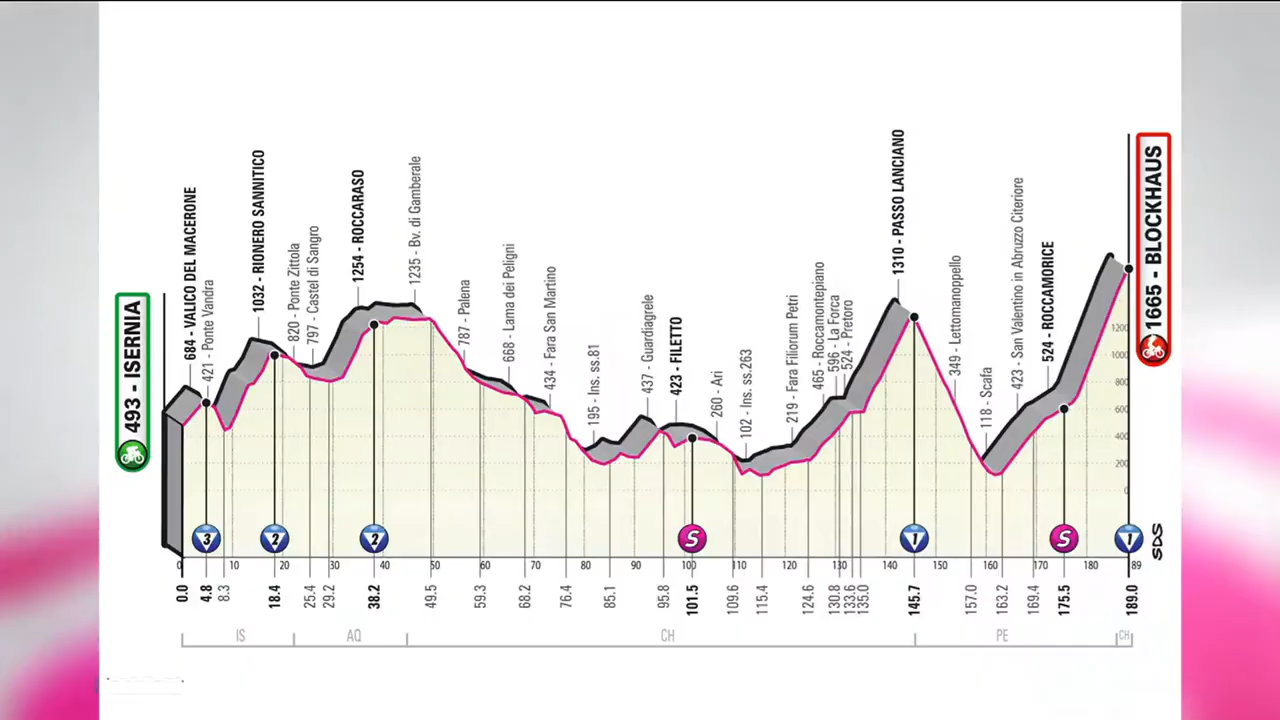 493 - ISERNIA
684 - VALICO DEL MACERONE
421 - Ponte Vandra
1032 - RIONERO SANNITICO
820 - Ponte Zittola
797 - Castel di Sangro
1254 - ROCCARASO
1235 - Bv. di Gamberale
787 - Palena
668 - Lama dei Peligni
434 - Fara San Martino
195 - Ins. ss.81
437 - Guardiagrele
423 - FILETTO
260 - Ari
102 - Ins. ss.263
219 - Fara Filiorum Petri
465 - Roccamontepiano
596 - La Forca
524 - Pretoro
1310 - PASSO LANCIANO
349 - Lettomanoppello
118 - Scafa
423 - San Valentino in Abruzzo Citeriore
524 - ROCCAMORICE
1665 - BLOCKHAUS
1200
1000
800
600
400
200
0
3 2 2 S 1 S 1
SDS
0 10 20 30 40 50 60 70 80 90 100 110 120 130 140 150 160 170 180 89
0.0 4.8 8.3 18.4 25.4 29.2 38.2 49.5 59.3 68.2 76.4 85.1 95.8 101.5 109.6 115.4 124.6 130.8 133.6 135.0 145.7 157.0 163.2 169.4 175.5 189.0
IS AQ CH PE CH